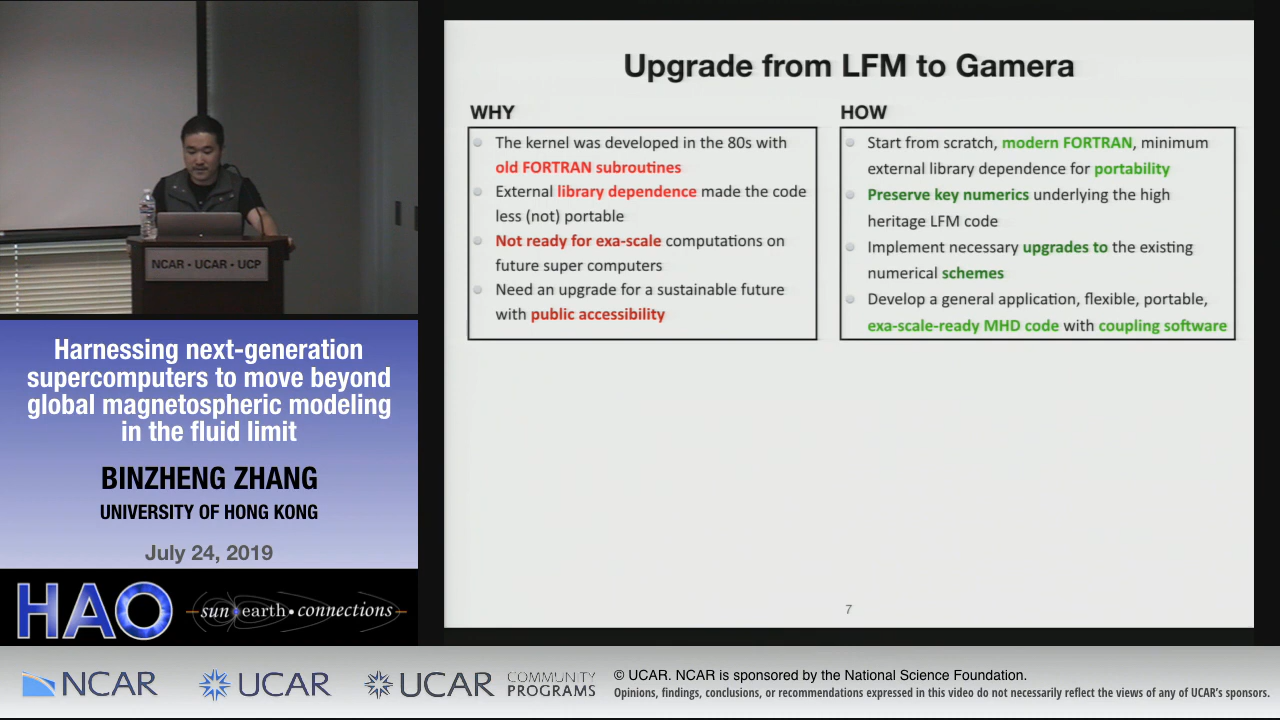 NCAR • UCAR • UCP
Harnessing next-generation
supercomputers to move beyond
global magnetospheric modeling
in the fluid limit
BINZHENG ZHANG
UNIVERSITY OF HONG KONG
July 24, 2019
HAO
sun•earth•connections
Upgrade from LFM to Gamera
WHY
The kernel was developed in the 80s with
old FORTRAN subroutines
External library dependence made the code
less (not) portable
Not ready for exa-scale computations on
future super computers
Need an upgrade for a sustainable future
with public accessibility
HOW
Start from scratch, modern FORTRAN, minimum
external library dependence for portability
Preserve key numerics underlying the high
heritage LFM code
Implement necessary upgrades to the existing
numerical schemes
Develop a general application, flexible, portable,
exa-scale-ready MHD code with coupling software
7
NCAR
UCAR
UCAR
COMMUNITY
PROGRAMS
© UCAR. NCAR is sponsored by the National Science Foundation.
Opinions, findings, conclusions, or recommendations expressed in this video do not necessarily reflect the views of any of UCAR's sponsors.